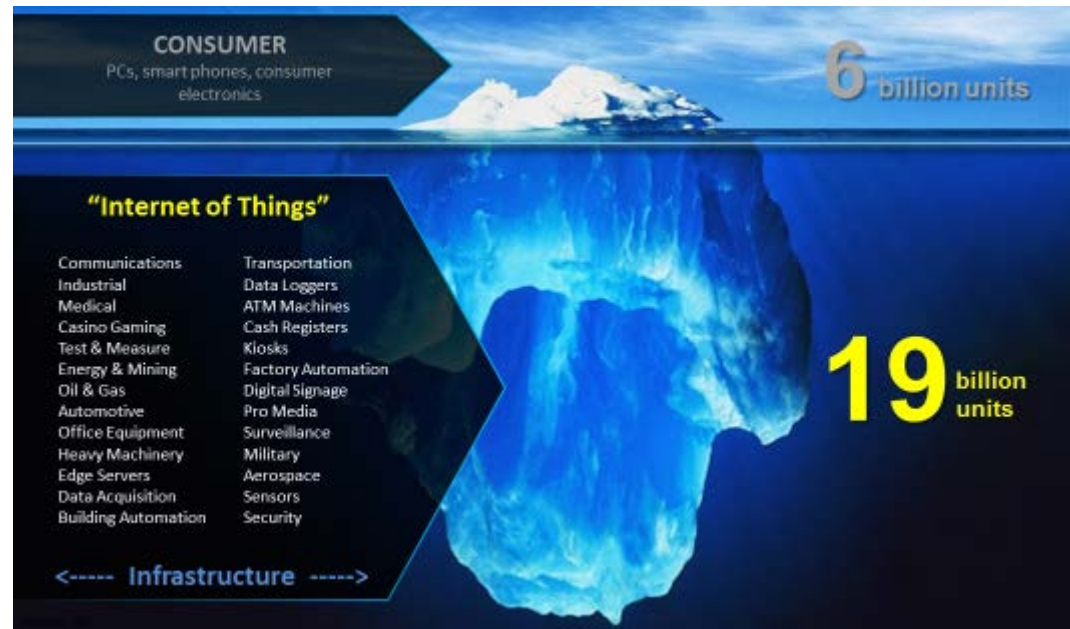 CONSUMER
PCs, smart phones, consumer
electronics
6 billion units
“Internet of Things”
Communications
Industrial
Medical
Casino Gaming
Test & Measure
Energy & Mining
Oil & Gas
Automotive
Office Equipment
Heavy Machinery
Edge Servers
Data Acquisition
Building Automation
Transportation
Data Loggers
ATM Machines
Cash Registers
Kiosks
Factory Automation
Digital Signage
Pro Media
Surveillance
Military
Aerospace
Sensors
Security
19 billion
units
<----- Infrastructure ----->